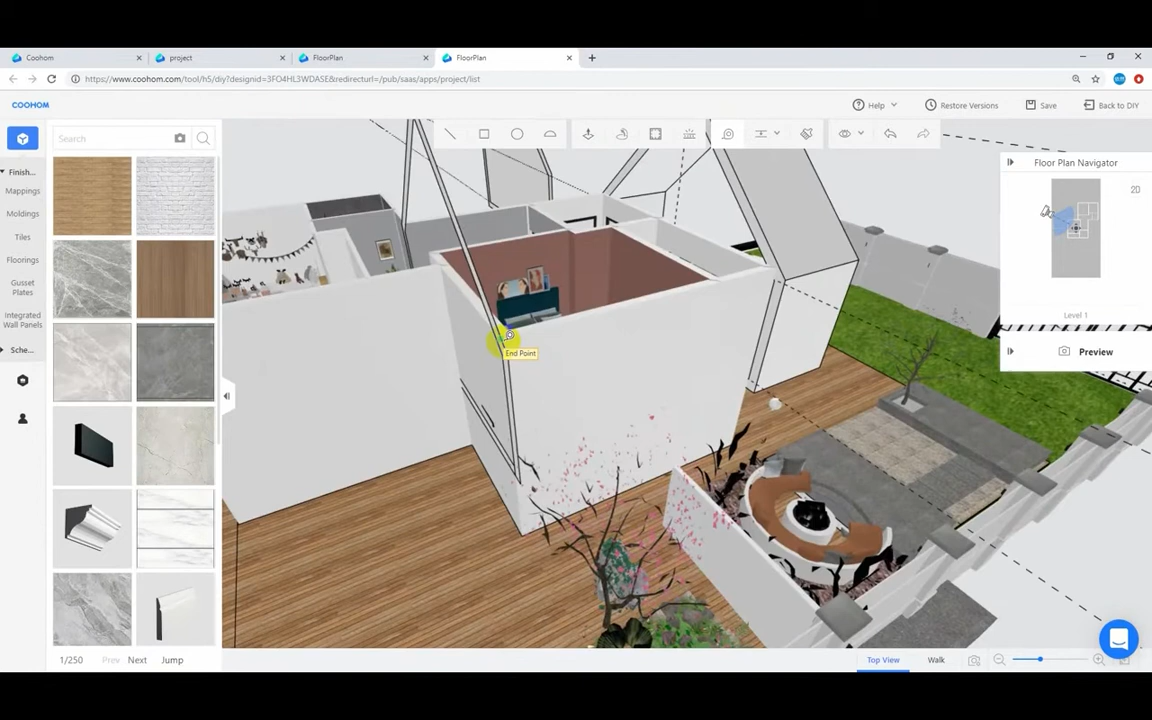 Coohom
project
FloorPlan
FloorPlan
https://www.coohom.com/tool/h5/diy?designid=3FO4HL3WDASE&redirecturl=/pub/saas/apps/project/list
COOHOM
Help
Restore Versions
Save
Back to DIY
Search
Finish...
Mappings
Moldings
Tiles
Floorings
Gusset
Plates
Integrated
Wall Panels
Sche...
Floor Plan Navigator
2D
Level 1
Preview
End Point
1/250
Prev
Next
Jump
Top View
Walk